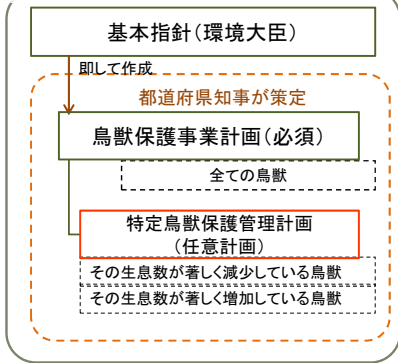 基本指針（環境大臣）
即して作成
都道府県知事が策定
鳥獣保護事業計画（必須）
全ての鳥獣
特定鳥獣保護管理計画
（任意計画）
その生息数が著しく減少している鳥獣
その生息数が著しく増加している鳥獣